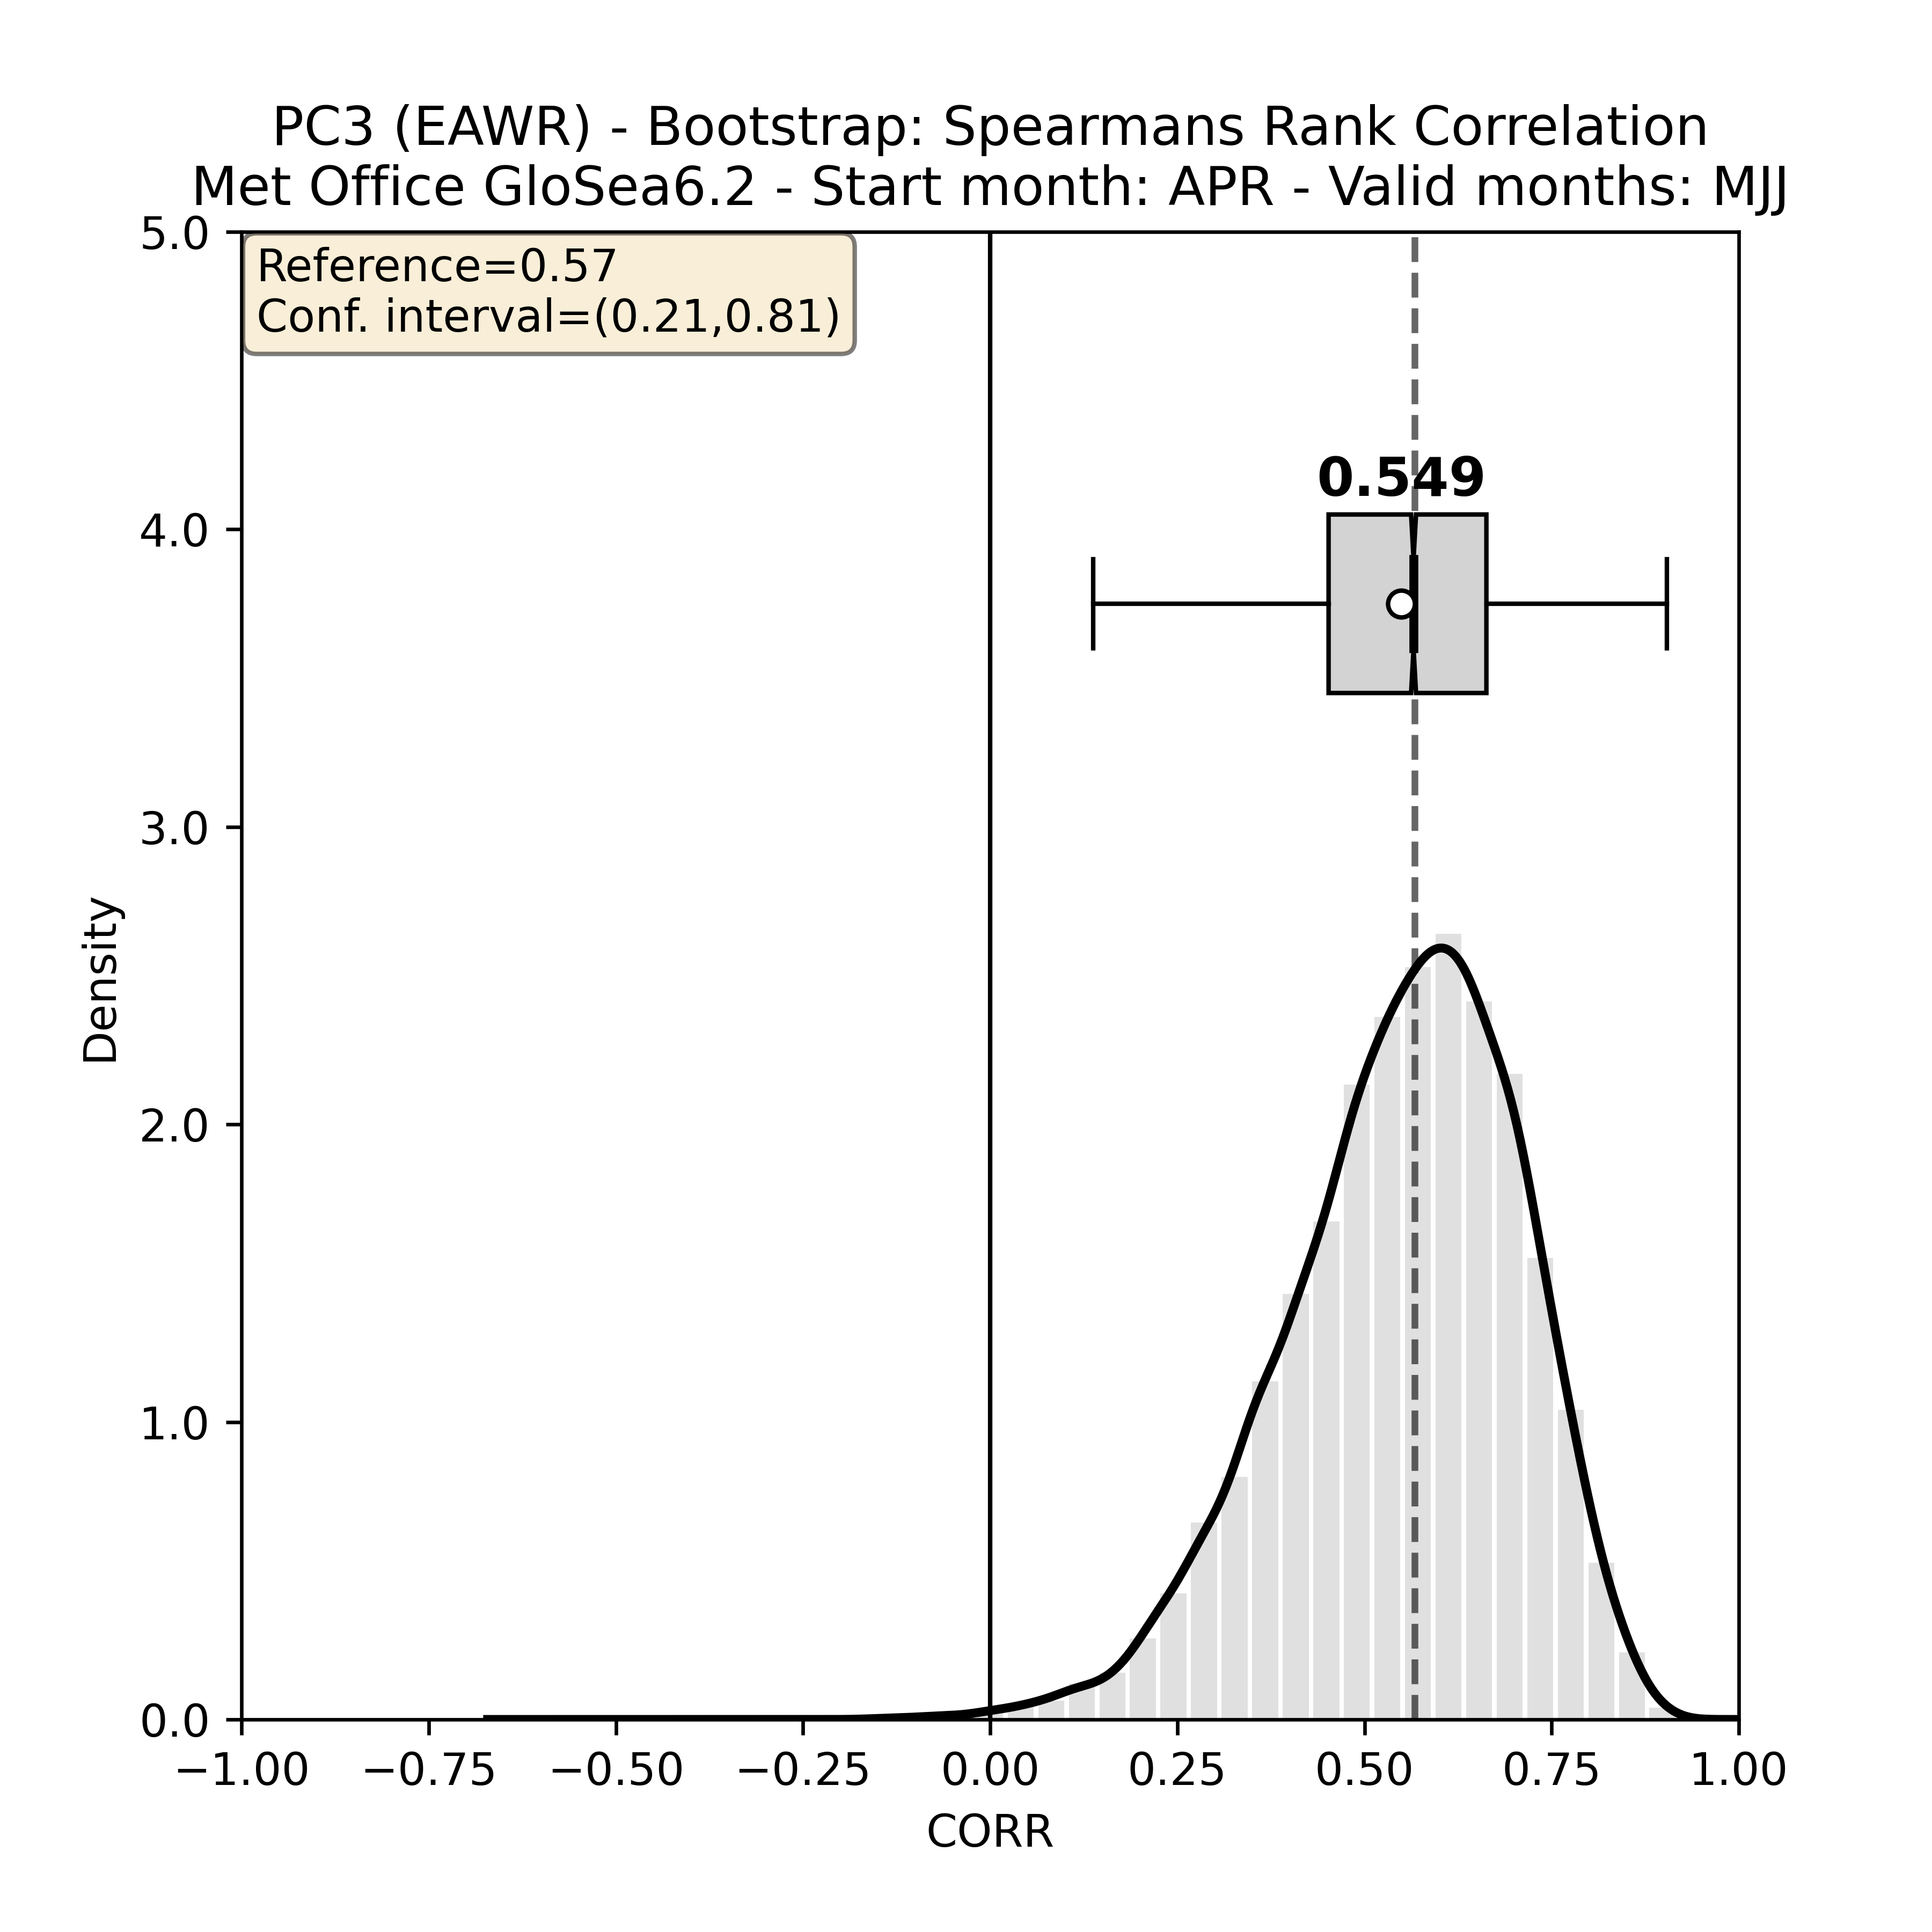 PC3 (EAWR) - Bootstrap: Spearmans Rank Correlation
Met Office GloSea6.2 - Start month: APR - Valid months: MJJ
Reference=0.57
Conf. interval=(0.21,0.81)
0.549
5.0
4.0
3.0
2.0
1.0
0.0
Density
−1.00 −0.75 −0.50 −0.25 0.00 0.25 0.50 0.75 1.00
CORR